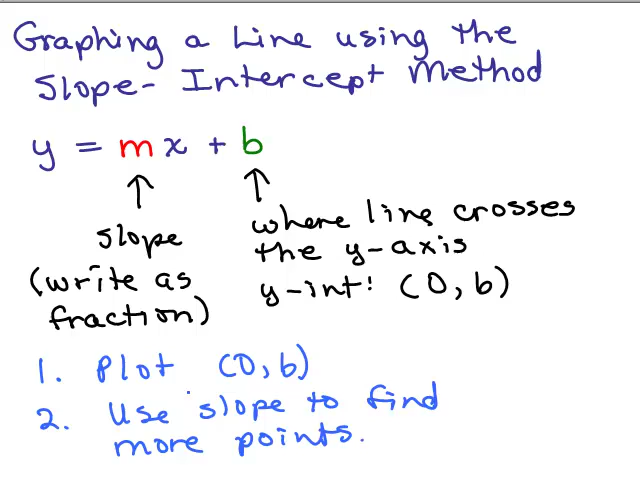 Graphing a Line using the
Slope-Intercept Method
y = mx + b
slope
(write as
fraction)
where line crosses
the y-axis
y-int: (0, b)
1. Plot (0, b)
2. Use slope to find
more points.